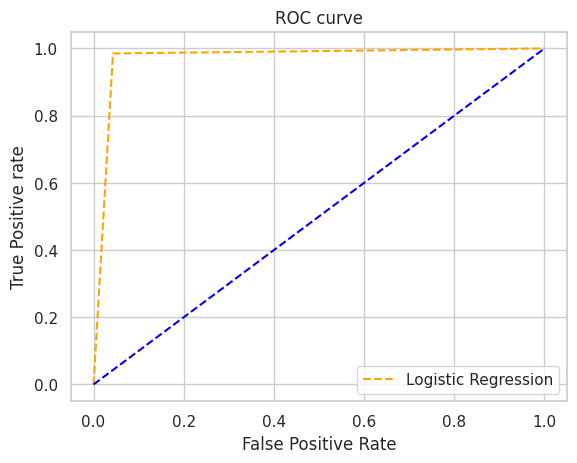 ROC curve
True Positive rate
1.0
0.8
0.6
0.4
0.2
0.0
Logistic Regression
0.0 0.2 0.4 0.6 0.8 1.0
False Positive Rate